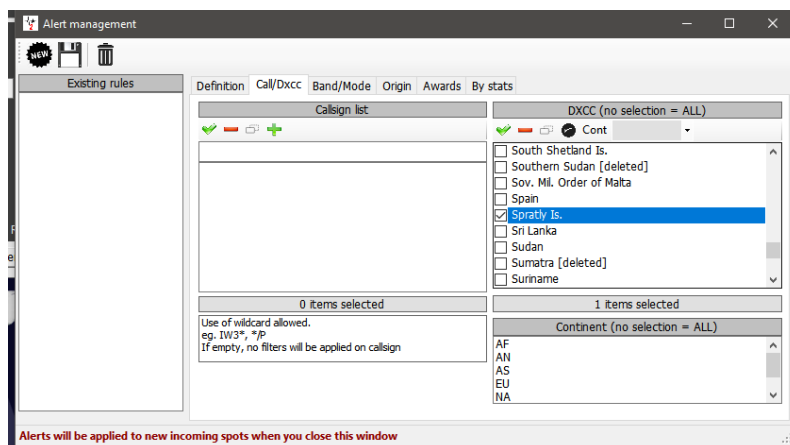 Alert management
NEW
Existing rules
Definition Call/Dxcc Band/Mode Origin Awards By stats
Callsign list
DXCC (no selection = ALL)
Cont
South Shetland Is.
Southern Sudan [deleted]
Sov. Mil. Order of Malta
Spain
Spratly Is.
Sri Lanka
Sudan
Sumatra [deleted]
Suriname
0 items selected
1 items selected
Use of wildcard allowed.
eg. IW3*, */P
If empty, no filters will be applied on callsign
Continent (no selection = ALL)
AF
AN
AS
EU
NA
Alerts will be applied to new incoming spots when you close this window